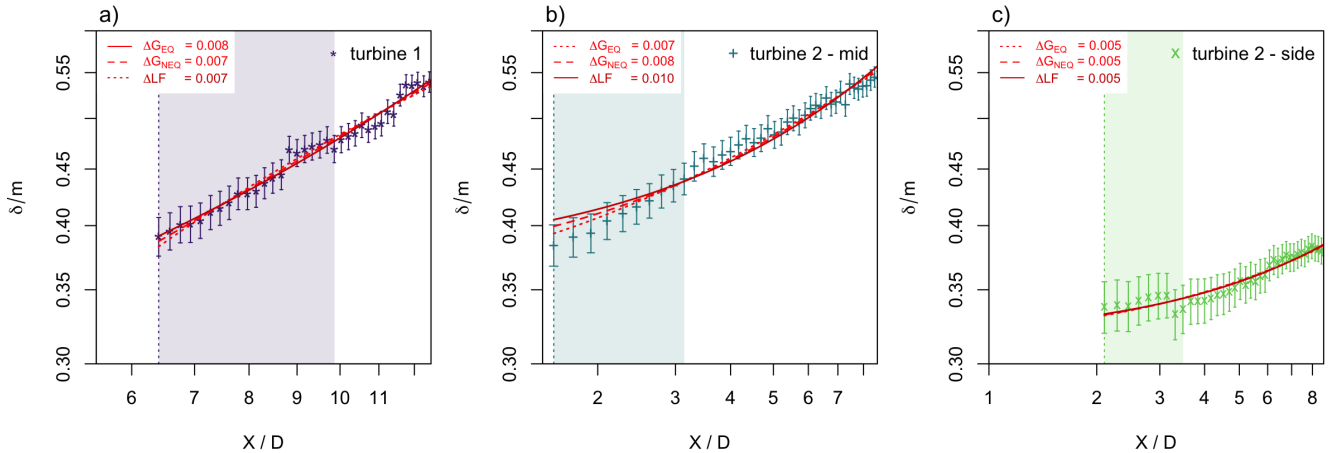 a)
ΔG_EQ = 0.008
ΔG_NEQ = 0.007
ΔLF = 0.007
* turbine 1
δ/m
0.30 0.35 0.40 0.45 0.55
6 7 8 9 10 11
X / D
b)
ΔG_EQ = 0.007
ΔG_NEQ = 0.008
ΔLF = 0.010
+ turbine 2 - mid
δ/m
0.30 0.35 0.40 0.45 0.55
2 3 4 5 6 7 8
X / D
c)
ΔG_EQ = 0.005
ΔG_NEQ = 0.005
ΔLF = 0.005
× turbine 2 - side
δ/m
0.30 0.35 0.40 0.45 0.55
1 2 3 4 5 6 8
X / D